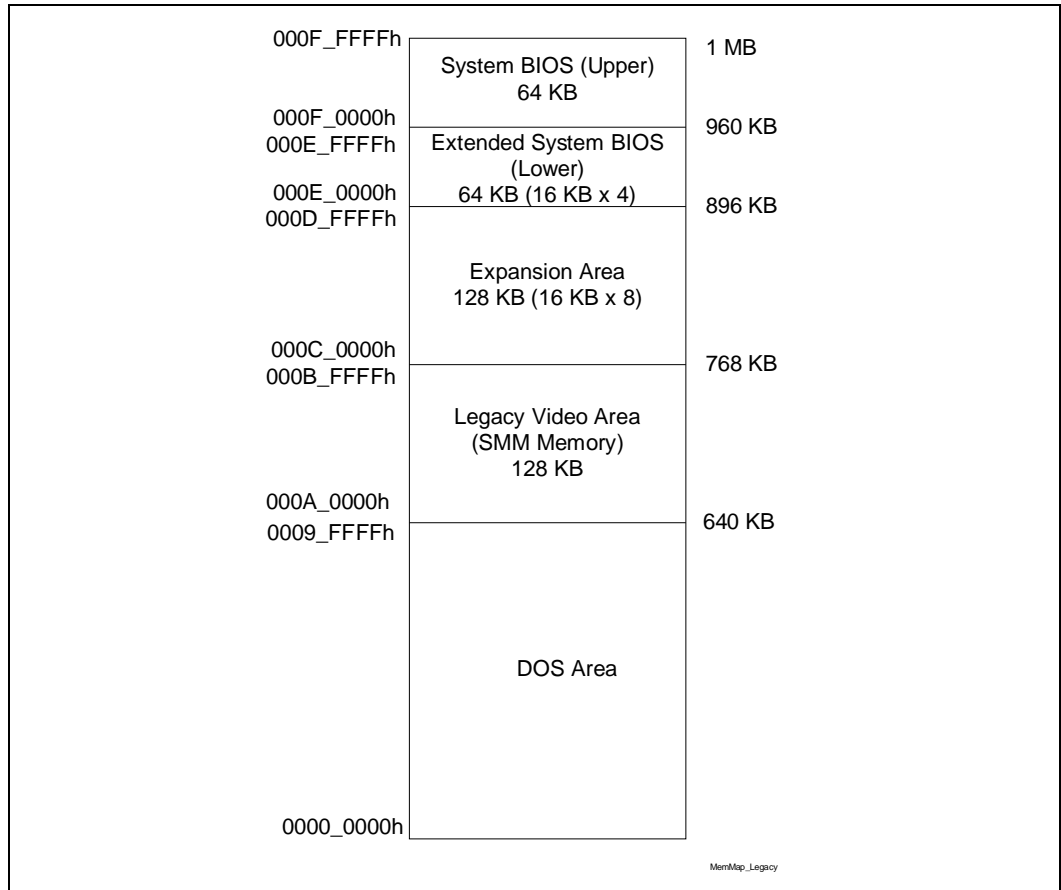 000F_FFFFh
1 MB
System BIOS (Upper)
64 KB
000F_0000h
960 KB
000E_FFFFh
Extended System BIOS
(Lower)
64 KB (16 KB x 4)
000E_0000h
896 KB
000D_FFFFh
Expansion Area
128 KB (16 KB x 8)
000C_0000h
768 KB
000B_FFFFh
Legacy Video Area
(SMM Memory)
128 KB
000A_0000h
640 KB
0009_FFFFh
DOS Area
0000_0000h
MemMap_Legacy